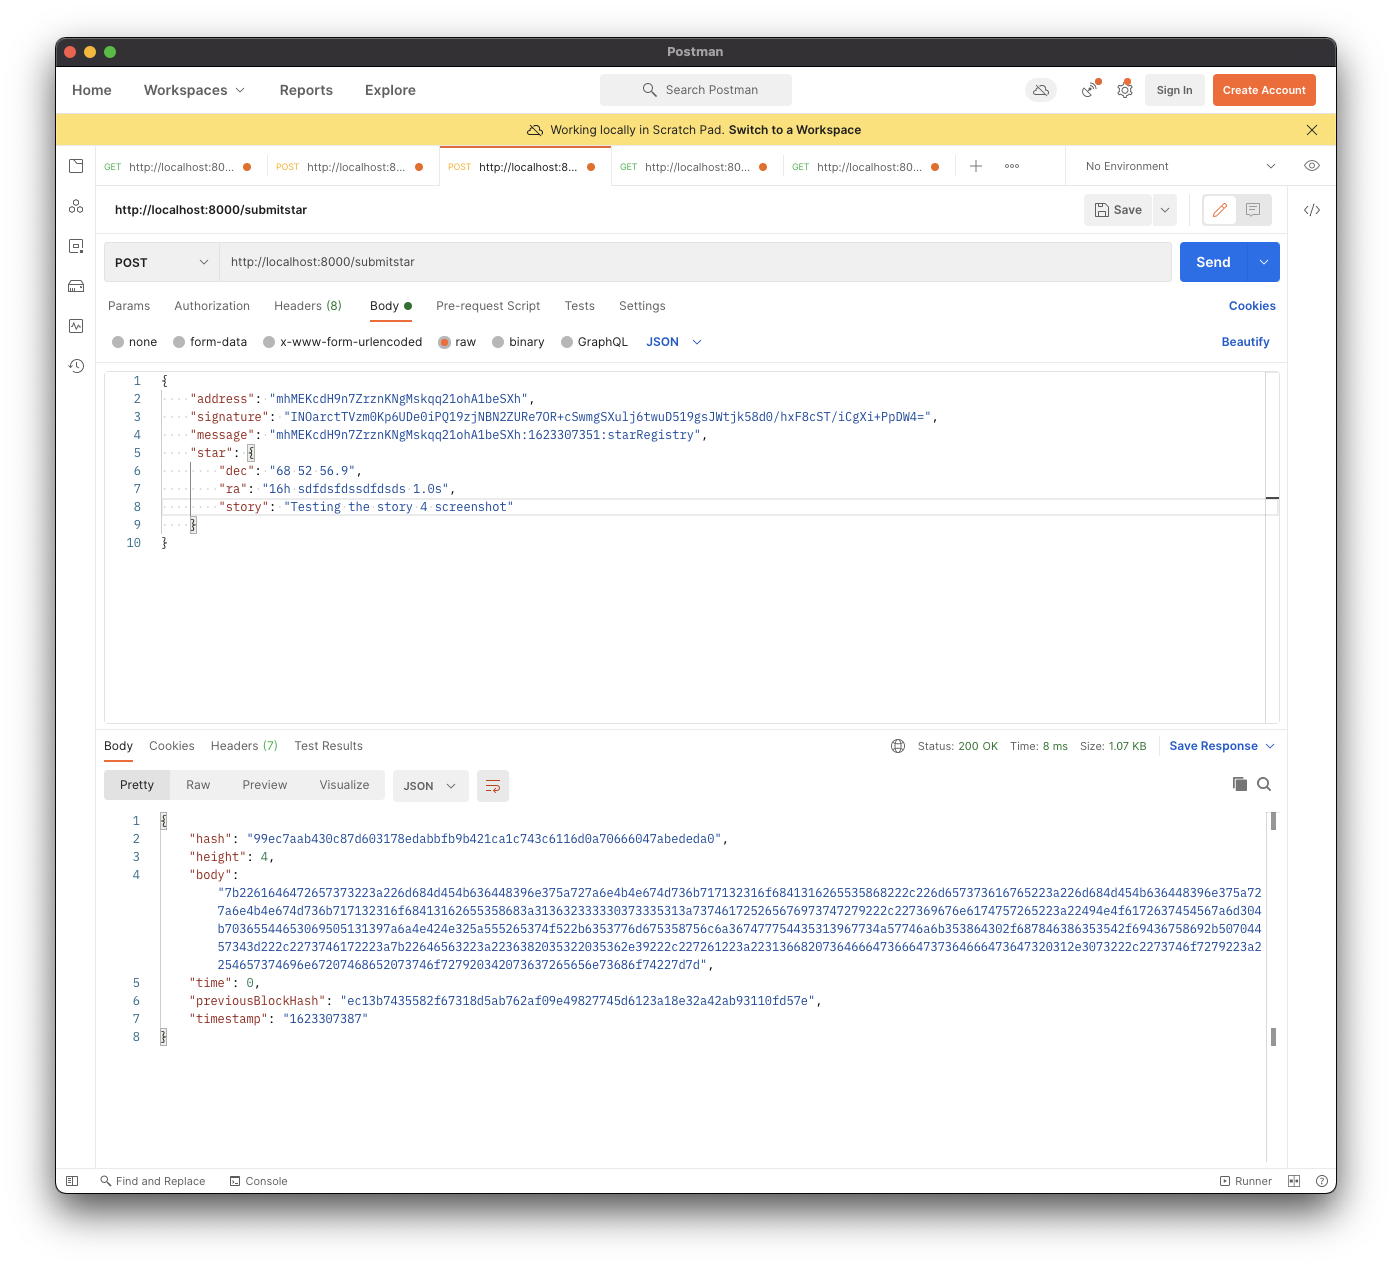 Postman
Home Workspaces Reports Explore Search Postman Sign In Create Account
Working locally in Scratch Pad. Switch to a Workspace
GET http://localhost:80... POST http://localhost:8... POST http://localhost:8... GET http://localhost:80... GET http://localhost:80... No Environment
http://localhost:8000/submitstar Save
POST http://localhost:8000/submitstar Send
Params Authorization Headers (8) Body Pre-request Script Tests Settings Cookies
none form-data x-www-form-urlencoded raw binary GraphQL JSON Beautify
1 {
2 "address": "mhMEKcdH9n7ZrznKNgMskqq21ohA1beSXh",
3 "signature": "INOarctTVzm0Kp6UDe0iPQ19zjNBN2ZURe7OR+cSwmgSXulj6twuD519gsJWtjk58d0/hxF8cST/iCgXi+PpDW4=",
4 "message": "mhMEKcdH9n7ZrznKNgMskqq21ohA1beSXh:1623307351:starRegistry",
5 "star": {
6 "dec": "68 52 56.9",
7 "ra": "16h sdfdsfdssdfdsds 1.0s",
8 "story": "Testing the story 4 screenshot"
9 }
10 }
Body Cookies Headers (7) Test Results Status: 200 OK Time: 8 ms Size: 1.07 KB Save Response
Pretty Raw Preview Visualize JSON
1 {
2 "hash": "99ec7aab430c87d603178edabbfb9b421ca1c743c6116d0a70666047abededa0",
3 "height": 4,
4 "body":
5 "time": 0,
6 "previousBlockHash": "ec13b7435582f67318d5ab762af09e49827745d6123a18e32a42ab93110fd57e",
7 "timestamp": "1623307387"
8 }
Find and Replace Console Runner